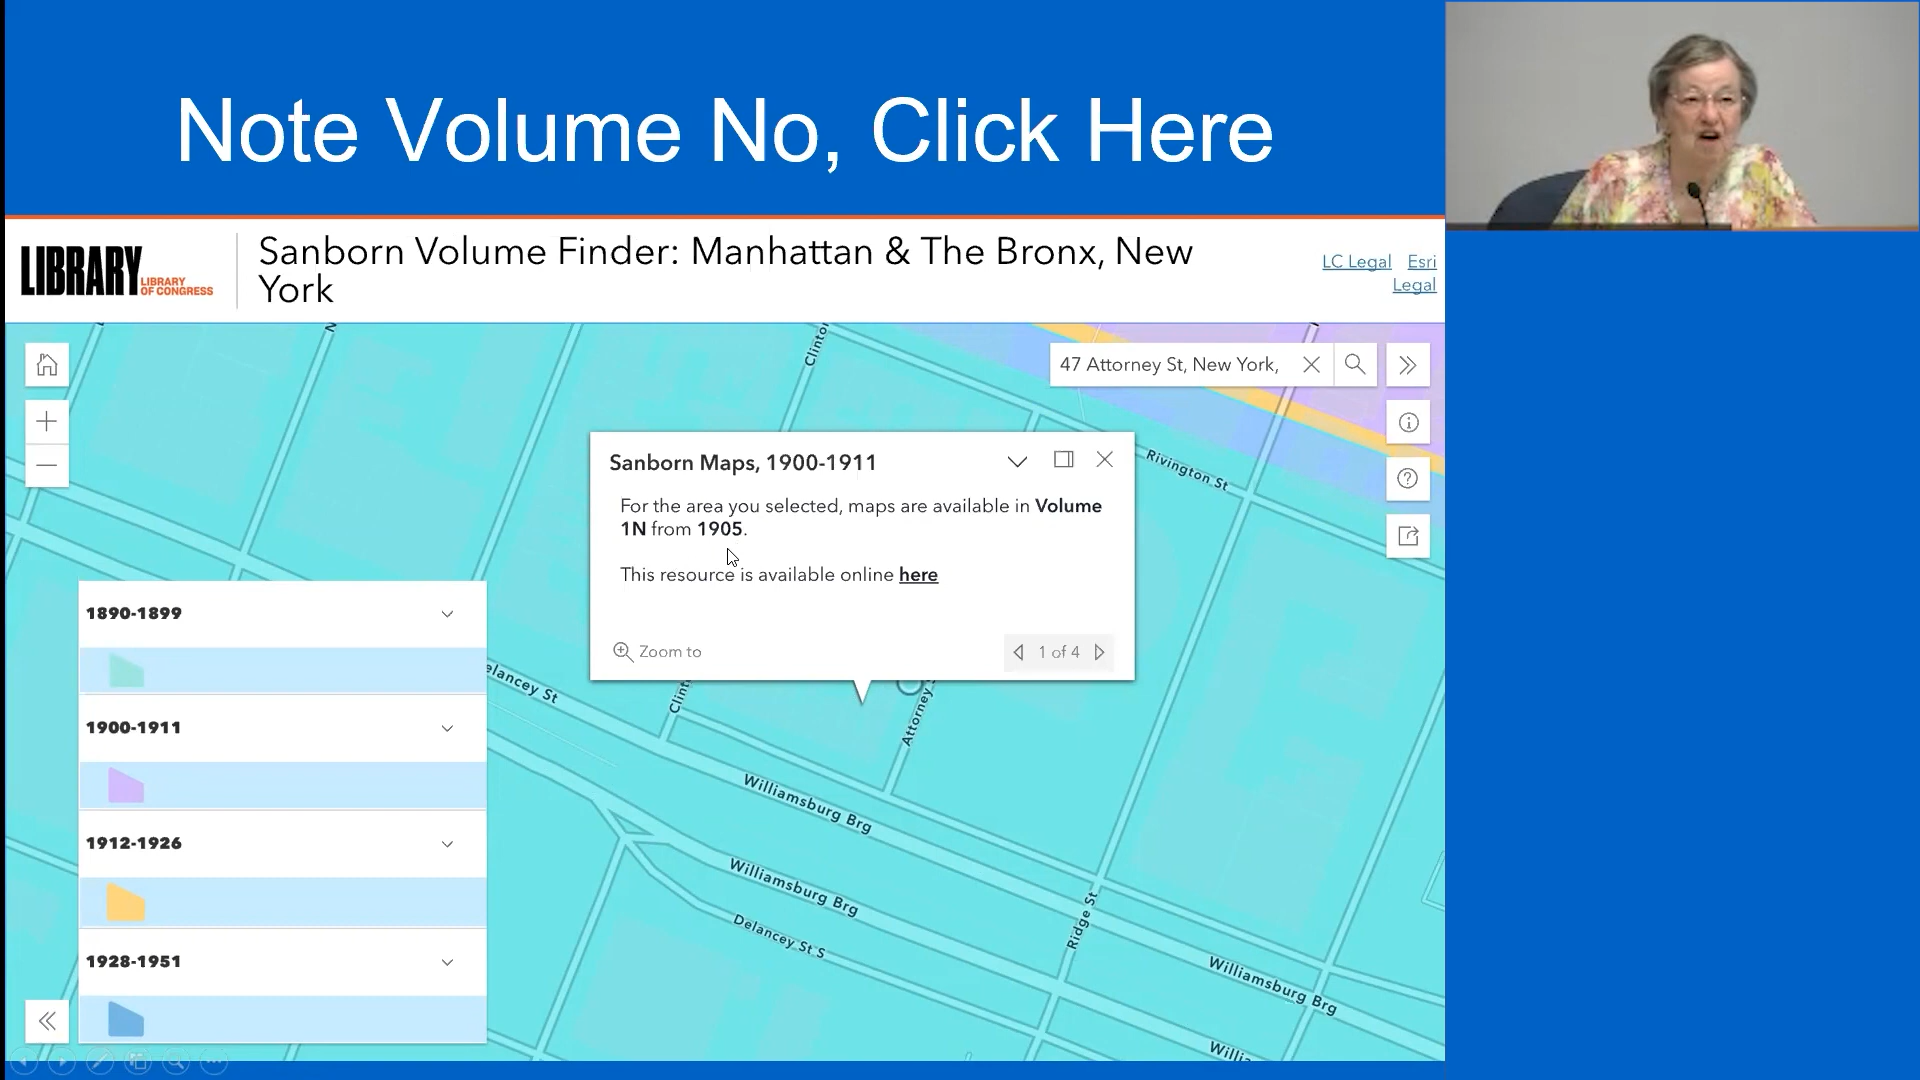 Note Volume No, Click Here
LIBRARY
LIBRARY
OF CONGRESS
Sanborn Volume Finder: Manhattan & The Bronx, New
York
LC Legal
Esri
Legal
Clinto
47 Attorney St, New York,
Sanborn Maps, 1900-1911
Rivington St
For the area you selected, maps are available in Volume
1N from 1905.
This resource is available online here
Zoom to
1 of 4
1890-1899
1900-1911
1912-1926
1928-1951
elancey St
Clint
Attorney
Williamsburg Brg
Williamsburg Brg
Delancey St S
Ridge St
Williamsburg Brg
Willia